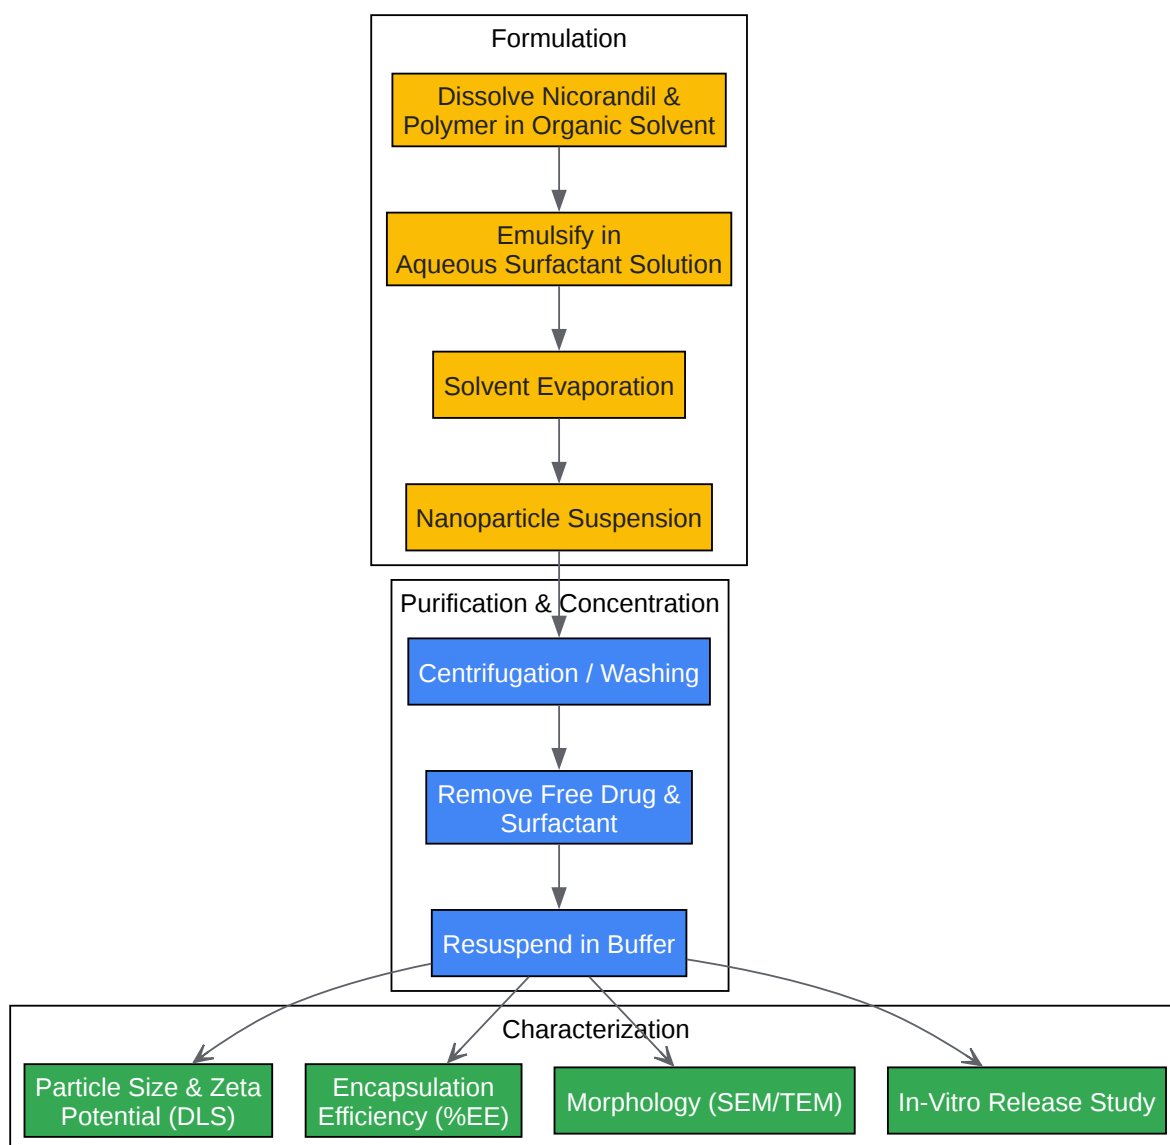 Formulation
Dissolve Nicorandil &
Polymer in Organic Solvent
Emulsify in
Aqueous Surfactant Solution
Solvent Evaporation
Nanoparticle Suspension
Purification & Concentration
Centrifugation / Washing
Remove Free Drug &
Surfactant
Resuspend in Buffer
Characterization
Particle Size & Zeta
Potential (DLS)
Encapsulation
Efficiency (%EE)
Morphology (SEM/TEM)
In-Vitro Release Study